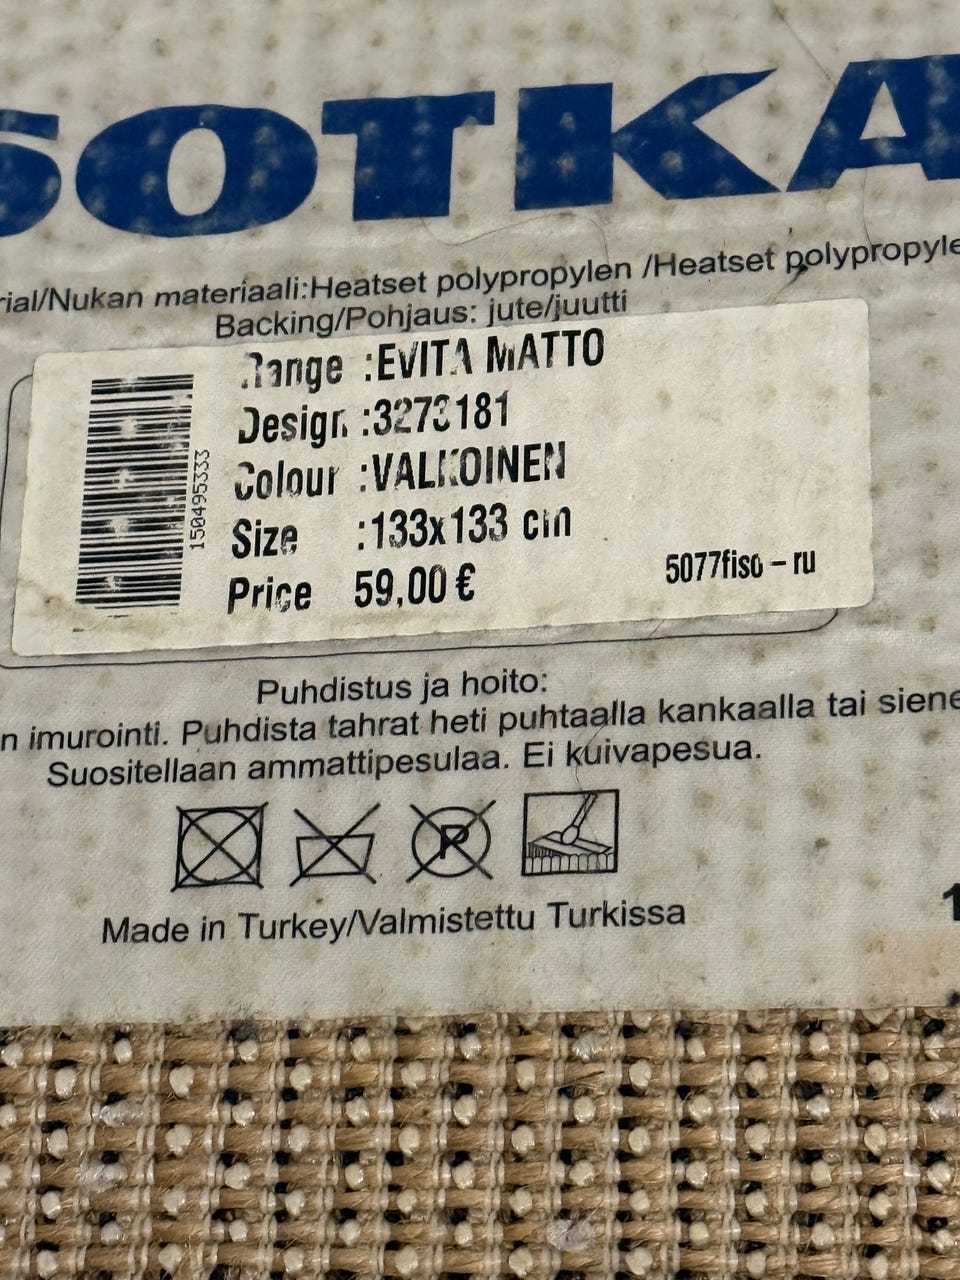 SOTKA
rial/Nukan materiaali:Heatset polypropylen /Heatset polypropyle
Backing/Pohjaus: jute/juutti
Range :EVITA MATTO
Design :3273181
Colour :VALKOINEN
Size :133x133 cm
Price 59,00 €
5077fiso – ru
150495333
Puhdistus ja hoito:
n imurointi. Puhdista tahrat heti puhtaalla kankaalla tai siene
Suositellaan ammattipesulaa. Ei kuivapesua.
P
Made in Turkey/Valmistettu Turkissa
1